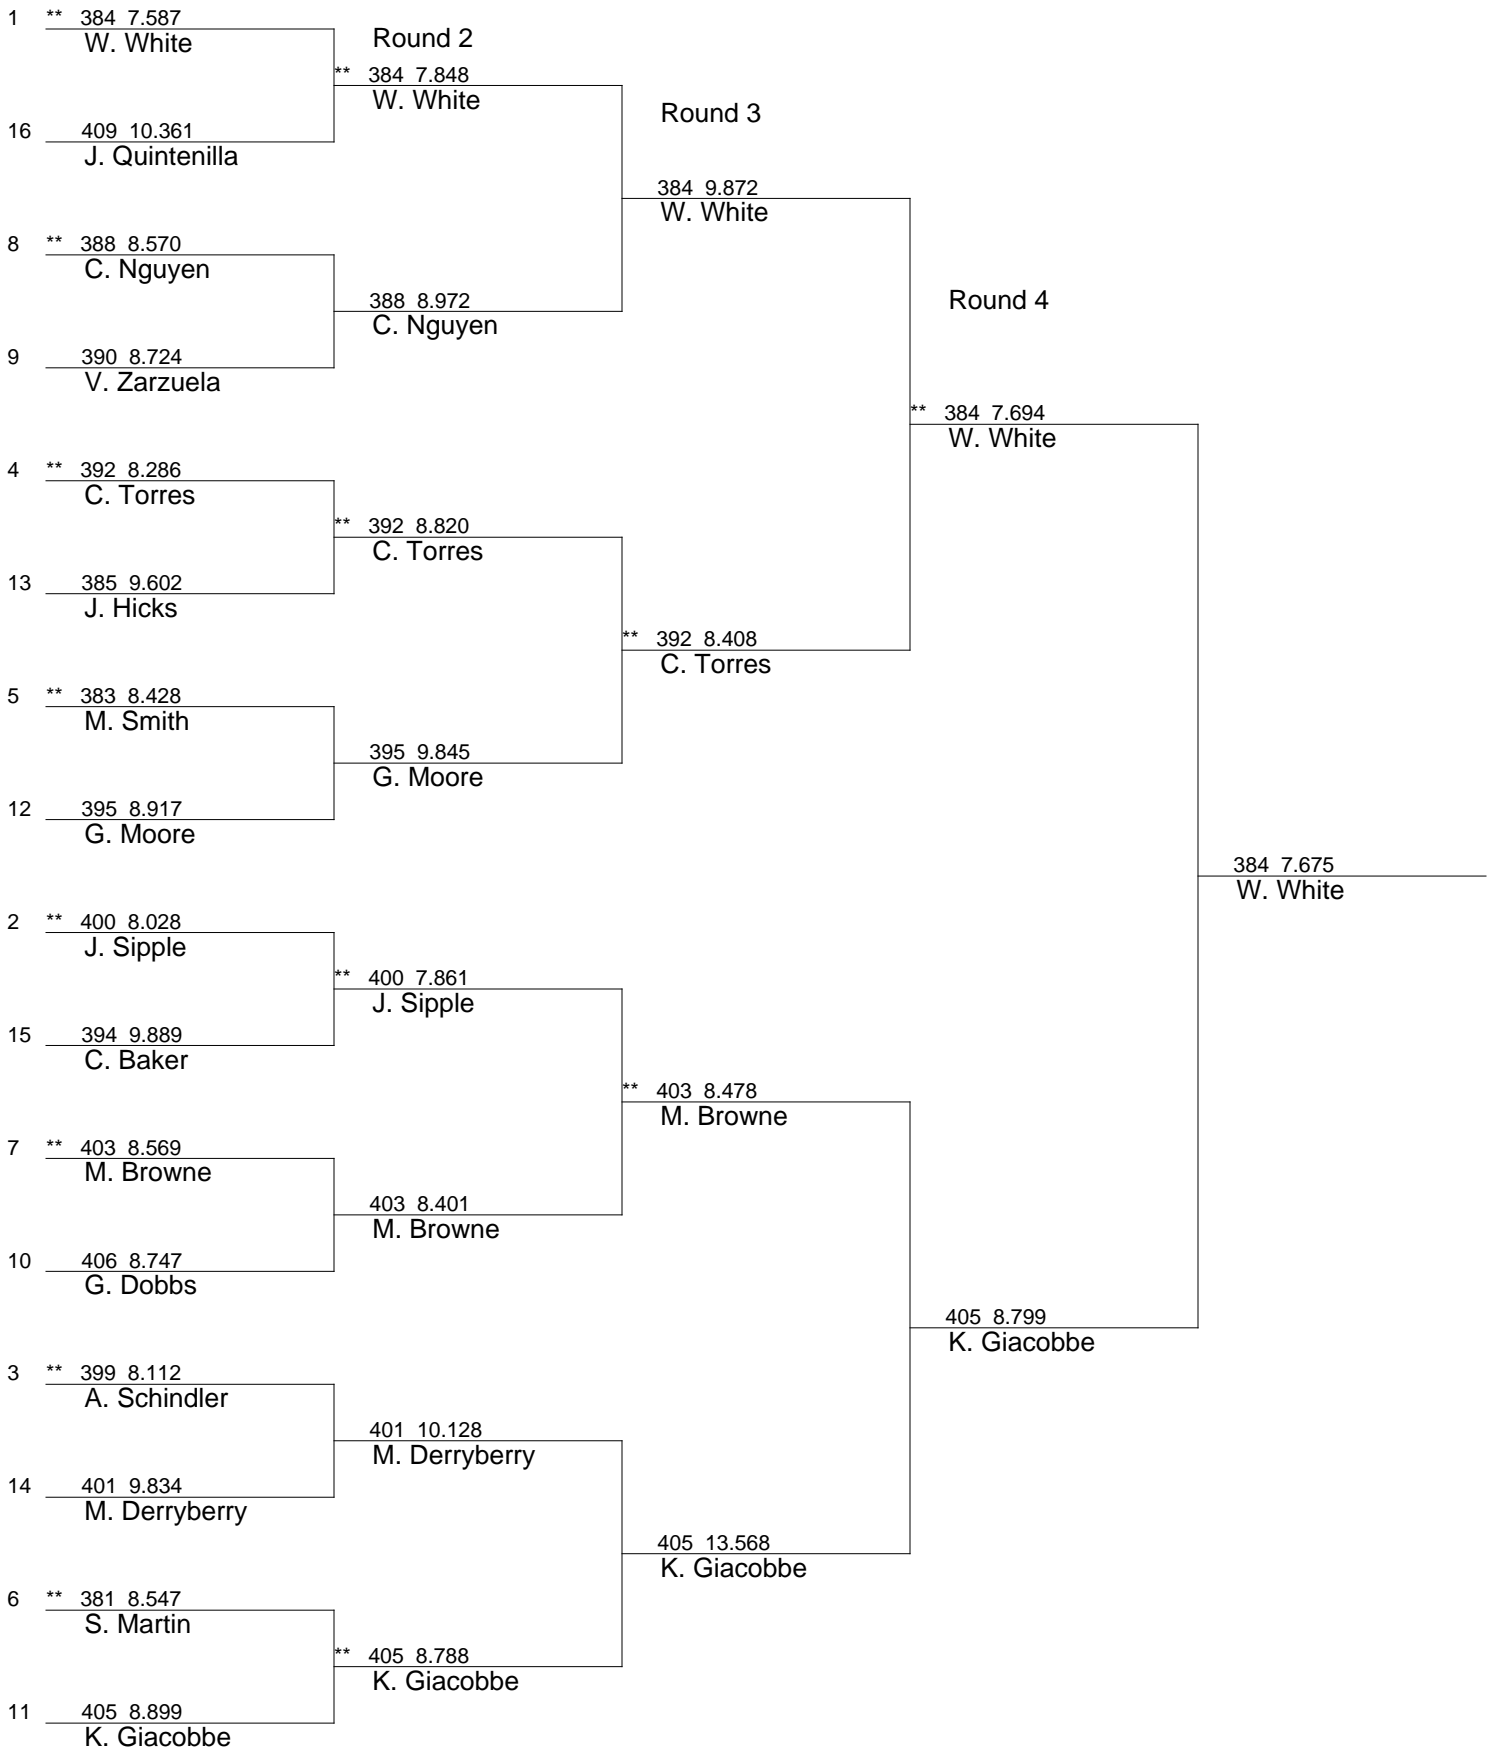 1 ** 384 7.587
W. White
16 409 10.361
J. Quintenilla
8 ** 388 8.570
C. Nguyen
9 390 8.724
V. Zarzuela
4 ** 392 8.286
C. Torres
13 385 9.602
J. Hicks
5 ** 383 8.428
M. Smith
12 395 8.917
G. Moore
2 ** 400 8.028
J. Sipple
15 394 9.889
C. Baker
7 ** 403 8.569
M. Browne
10 406 8.747
G. Dobbs
3 ** 399 8.112
A. Schindler
14 401 9.834
M. Derryberry
6 ** 381 8.547
S. Martin
11 405 8.899
K. Giacobbe
Round 2
** 384 7.848
W. White
388 8.972
C. Nguyen
** 392 8.820
C. Torres
395 9.845
G. Moore
** 400 7.861
J. Sipple
403 8.401
M. Browne
401 10.128
M. Derryberry
** 405 8.788
K. Giacobbe
Round 3
384 9.872
W. White
** 392 8.408
C. Torres
** 403 8.478
M. Browne
405 13.568
K. Giacobbe
Round 4
** 384 7.694
W. White
405 8.799
K. Giacobbe
384 7.675
W. White